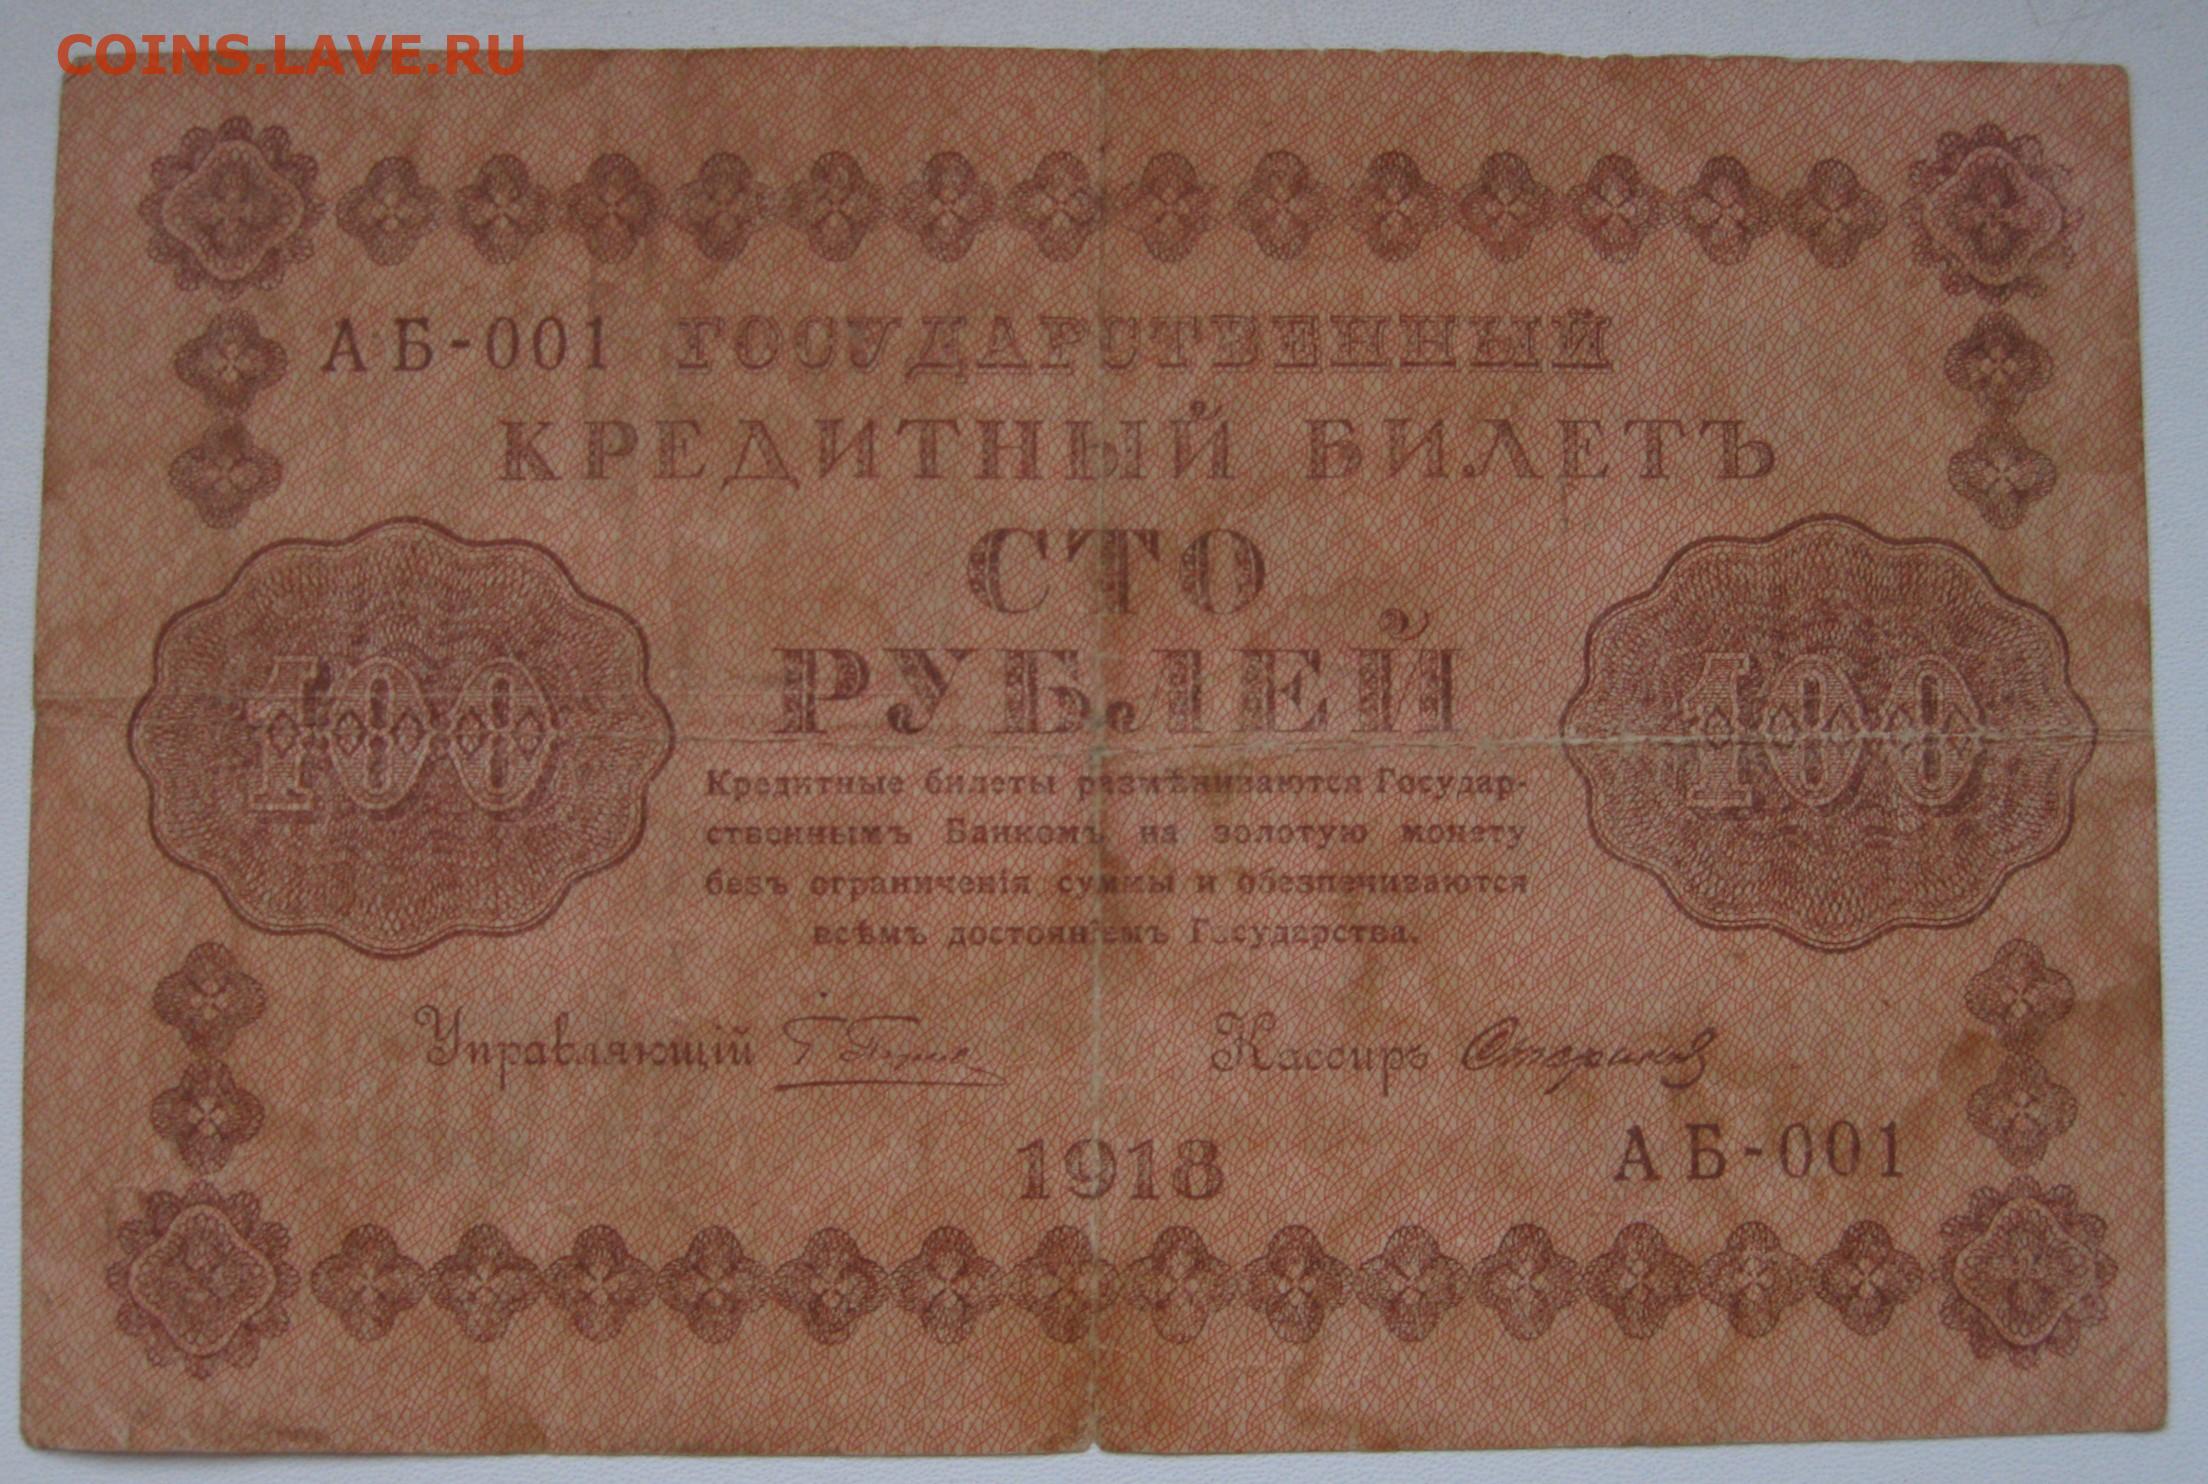 COINS.LAVE.RU
АБ-001 ГОСУДАРСТВЕННЫЙ
КРЕДИТНЫЙ БИЛЕТЪ
СТО
РУБЛЕЙ
100 100
Кредитные билеты размѣниваются Государ-
ственнымъ Банкомъ на золотую монету
безъ ограниченія суммы и обезпечиваются
всѣмъ достояніемъ Государства.
Управляющій Кассиръ
АБ-001
1918